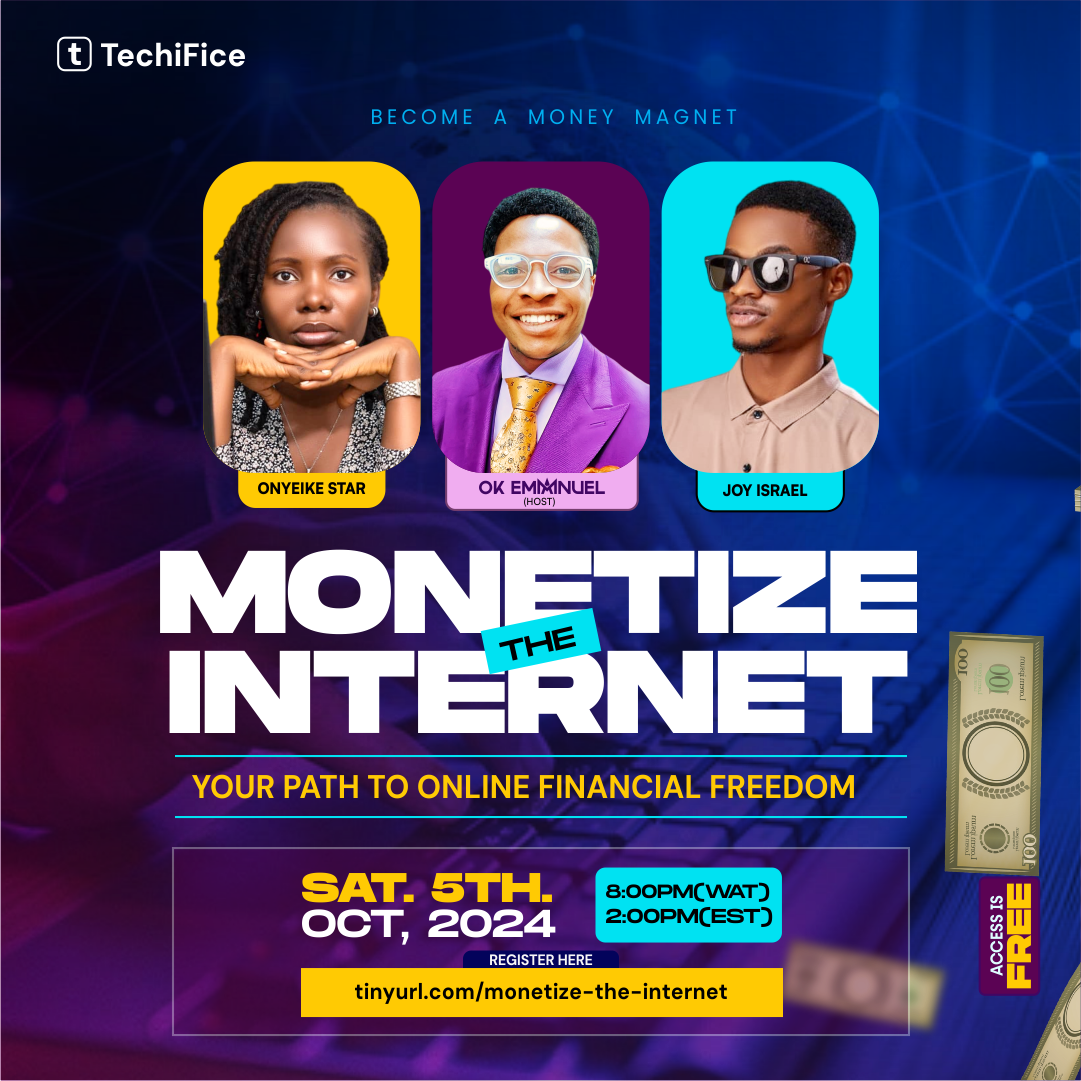 t TechiFice
BECOME A MONEY MAGNET
ONYEIKE STAR
OK EMMANUEL
(HOST)
JOY ISRAEL
MONETIZE
THE
INTERNET
YOUR PATH TO ONLINE FINANCIAL FREEDOM
SAT. 5TH.
OCT, 2024
8:00PM(WAT)
2:00PM(EST)
REGISTER HERE
tinyurl.com/monetize-the-internet
ACCESS IS
FREE
100
100
100